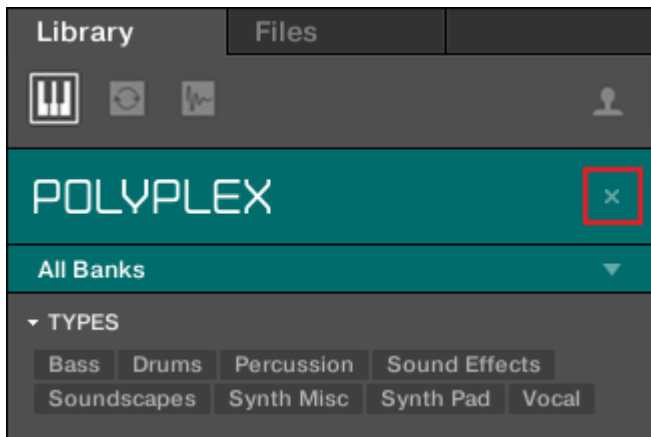 Library Files
POLYPLEX
All Banks
TYPES
Bass Drums Percussion Sound Effects
Soundscapes Synth Misc Synth Pad Vocal